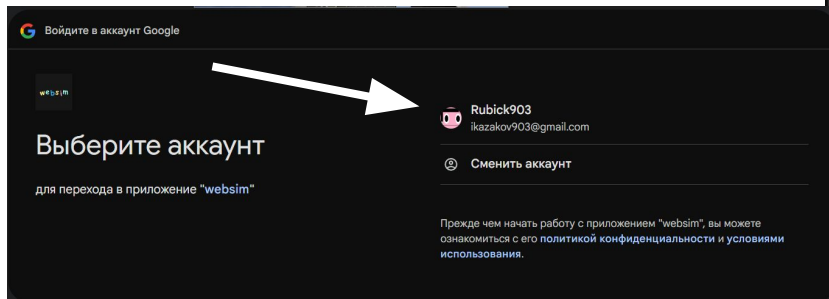 Войдите в аккаунт Google
websim
Выберите аккаунт
для перехода в приложение "websim"
Rubick903
ikazakov903@gmail.com
Сменить аккаунт
Прежде чем начать работу с приложением "websim", вы можете
ознакомиться с его политикой конфиденциальности и условиями
использования.